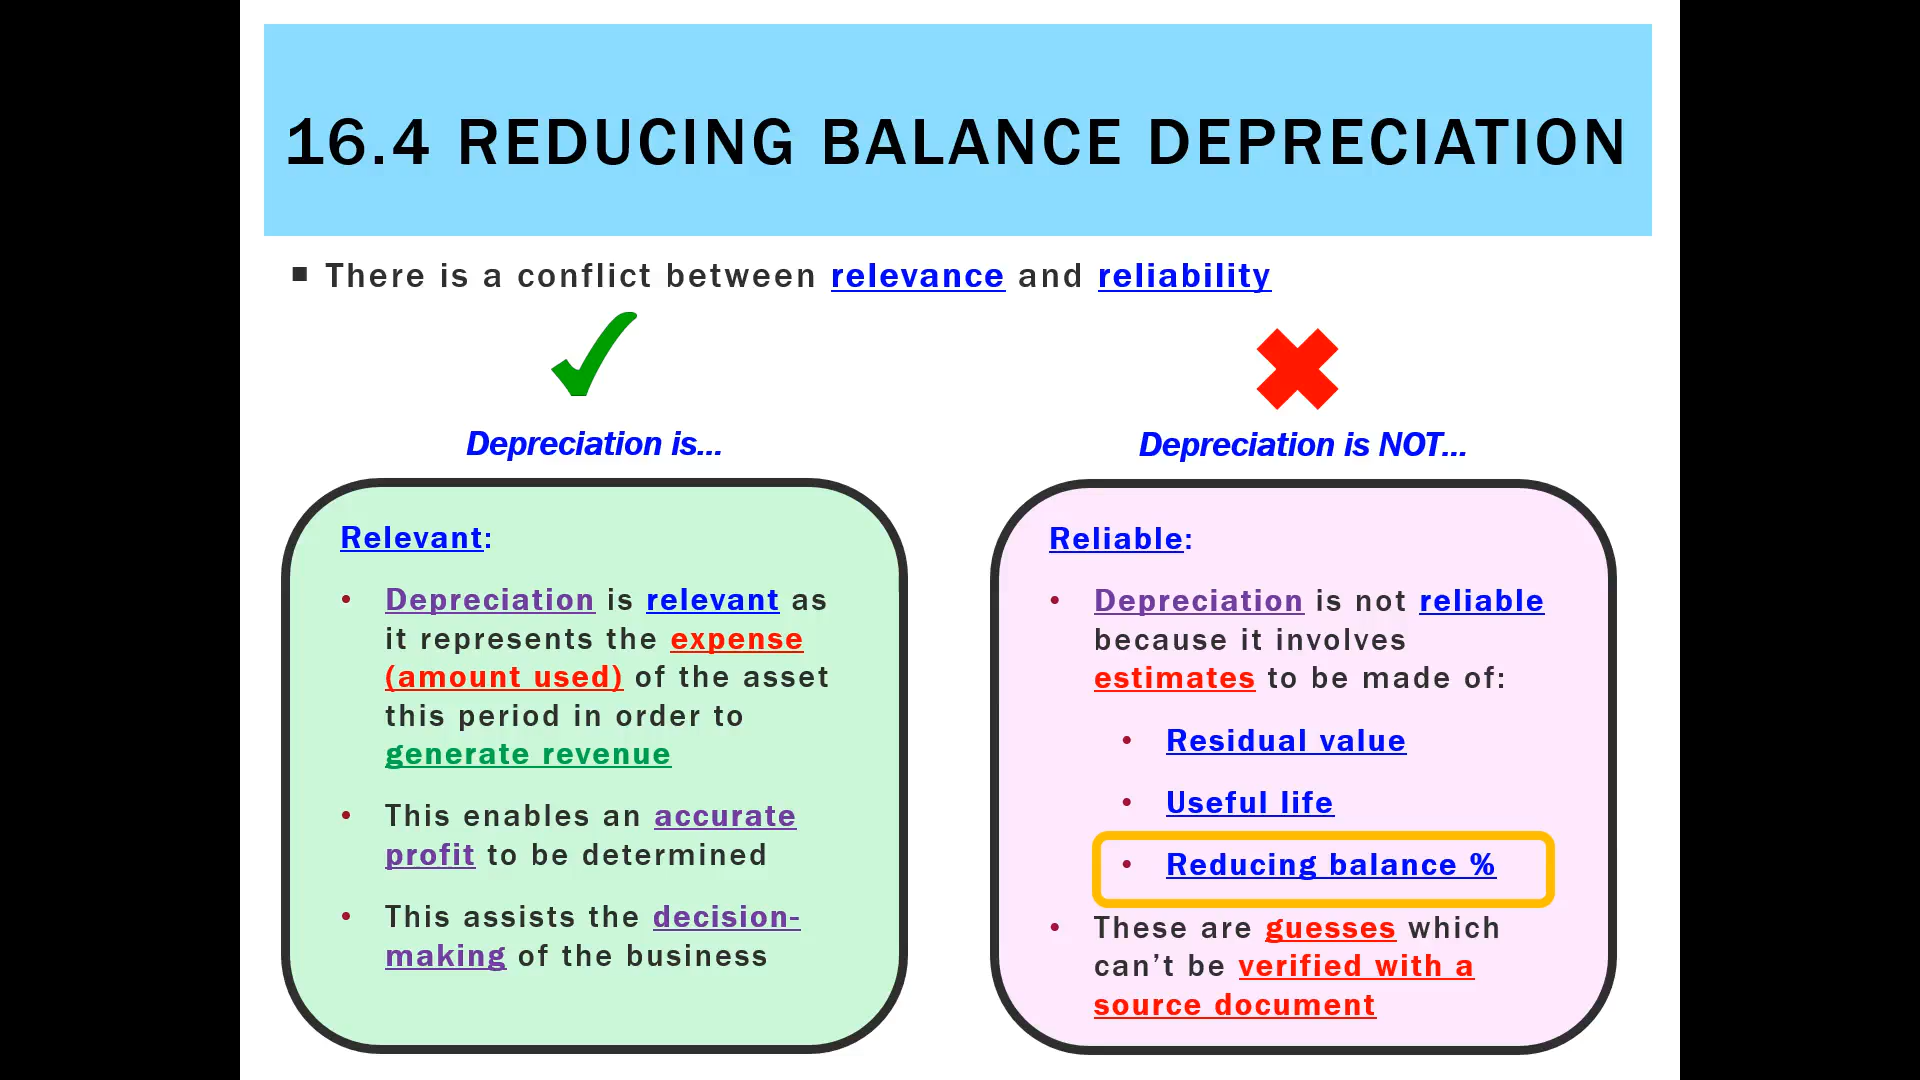 16.4 REDUCING BALANCE DEPRECIATION
▪ There is a conflict between relevance and reliability
Depreciation is...
Relevant:
• Depreciation is relevant as
it represents the expense
(amount used) of the asset
this period in order to
generate revenue
• This enables an accurate
profit to be determined
• This assists the decision-
making of the business
Depreciation is NOT...
Reliable:
• Depreciation is not reliable
because it involves
estimates to be made of:
• Residual value
• Useful life
• Reducing balance %
• These are guesses which
can’t be verified with a
source document